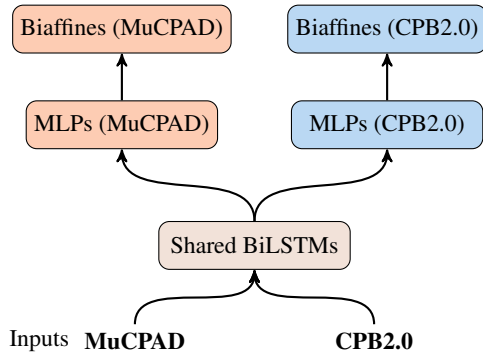 Biaffines (MuCPAD) Biaffines (CPB2.0)
MLPs (MuCPAD) MLPs (CPB2.0)
Shared BiLSTMs
Inputs MuCPAD CPB2.0